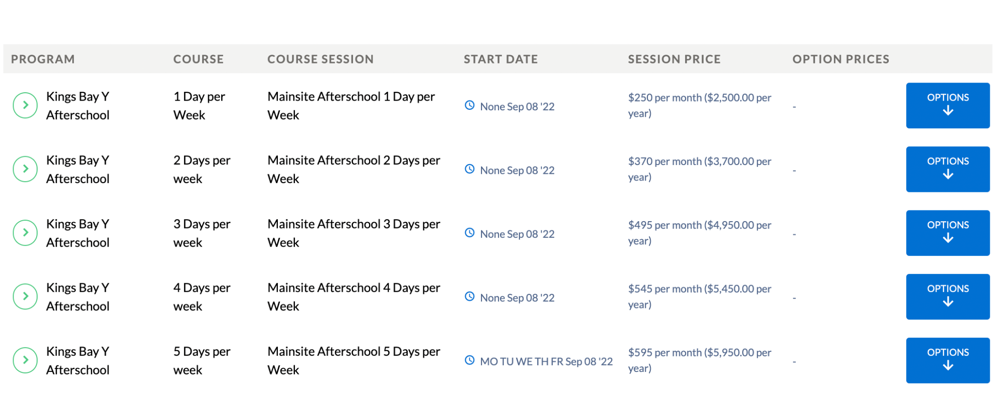 PROGRAM COURSE COURSE SESSION START DATE SESSION PRICE OPTION PRICES
Kings Bay Y
Afterschool
1 Day per
Week
Mainsite Afterschool 1 Day per
Week
None Sep 08 '22
$250 per month ($2,500.00 per
year)
-
OPTIONS
Kings Bay Y
Afterschool
2 Days per
week
Mainsite Afterschool 2 Days per
Week
None Sep 08 '22
$370 per month ($3,700.00 per
year)
-
OPTIONS
Kings Bay Y
Afterschool
3 Days per
week
Mainsite Afterschool 3 Days per
Week
None Sep 08 '22
$495 per month ($4,950.00 per
year)
-
OPTIONS
Kings Bay Y
Afterschool
4 Days per
week
Mainsite Afterschool 4 Days per
Week
None Sep 08 '22
$545 per month ($5,450.00 per
year)
-
OPTIONS
Kings Bay Y
Afterschool
5 Days per
week
Mainsite Afterschool 5 Days per
Week
MO TU WE TH FR Sep 08 '22
$595 per month ($5,950.00 per
year)
-
OPTIONS